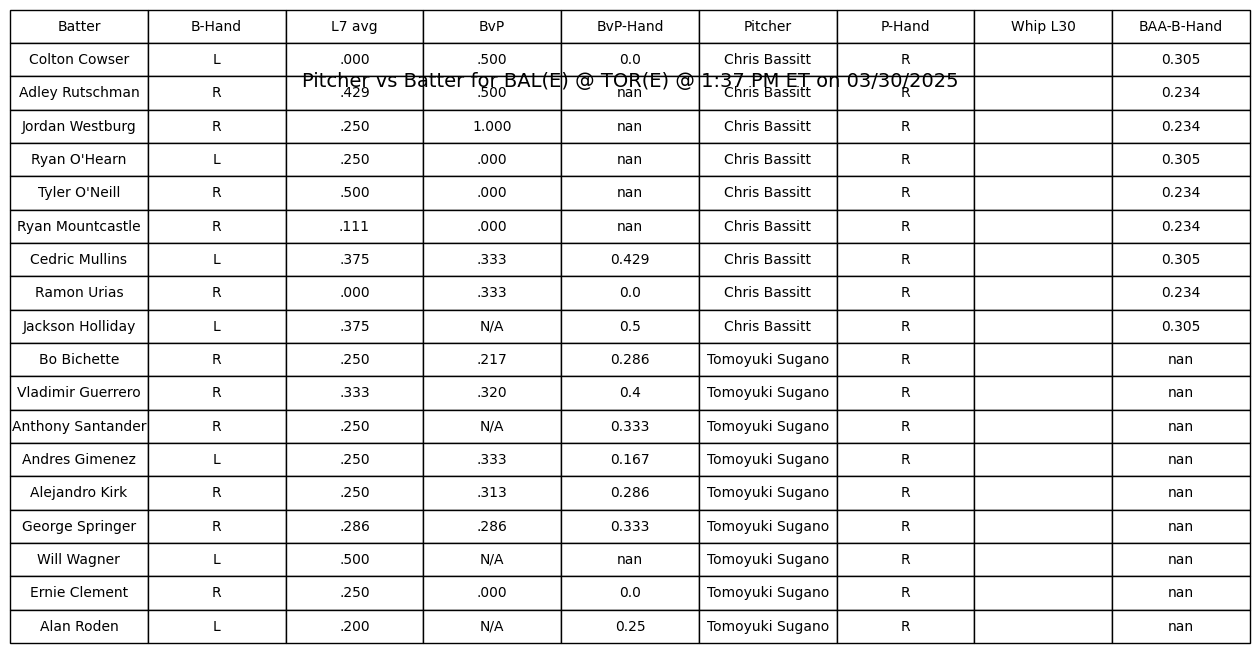 Batter B-Hand L7 avg BvP BvP-Hand Pitcher P-Hand Whip L30 BAA-B-Hand
Colton Cowser L .000 .500 0.0 Chris Bassitt R 0.305
Pitcher vs Batter for BAL(E) @ TOR(E) @ 1:37 PM ET on 03/30/2025
Adley Rutschman R .429 .500 nan Chris Bassitt R 0.234
Jordan Westburg R .250 1.000 nan Chris Bassitt R 0.234
Ryan O'Hearn L .250 .000 nan Chris Bassitt R 0.305
Tyler O'Neill R .500 .000 nan Chris Bassitt R 0.234
Ryan Mountcastle R .111 .000 nan Chris Bassitt R 0.234
Cedric Mullins L .375 .333 0.429 Chris Bassitt R 0.305
Ramon Urias R .000 .333 0.0 Chris Bassitt R 0.234
Jackson Holliday L .375 N/A 0.5 Chris Bassitt R 0.305
Bo Bichette R .250 .217 0.286 Tomoyuki Sugano R nan
Vladimir Guerrero R .333 .320 0.4 Tomoyuki Sugano R nan
Anthony Santander R .250 N/A 0.333 Tomoyuki Sugano R nan
Andres Gimenez L .250 .333 0.167 Tomoyuki Sugano R nan
Alejandro Kirk R .250 .313 0.286 Tomoyuki Sugano R nan
George Springer R .286 .286 0.333 Tomoyuki Sugano R nan
Will Wagner L .500 N/A nan Tomoyuki Sugano R nan
Ernie Clement R .250 .000 0.0 Tomoyuki Sugano R nan
Alan Roden L .200 N/A 0.25 Tomoyuki Sugano R nan